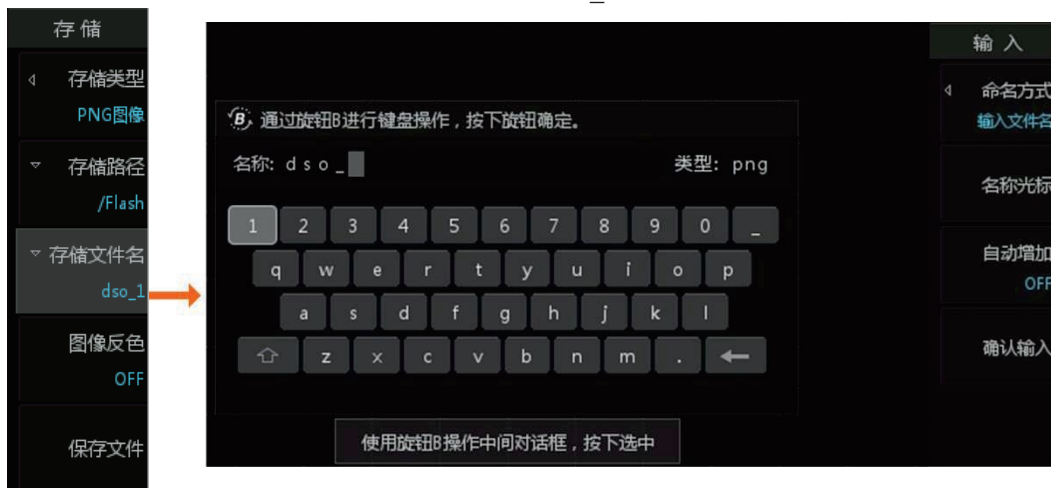 存储
存储类型
PNG图像
存储路径
/Flash
存储文件名
dso_1
图像反色
OFF
保存文件
B 通过旋钮B进行键盘操作，按下旋钮确定。
名称: dso_ 类型: png
1 2 3 4 5 6 7 8 9 0 _
q w e r t y u i o p
a s d f g h j k l
z x c v b n m .
使用旋钮B操作中间对话框，按下选中
输入
命名方式
输入文件名
名称光标
自动增加
OFF
确认输入